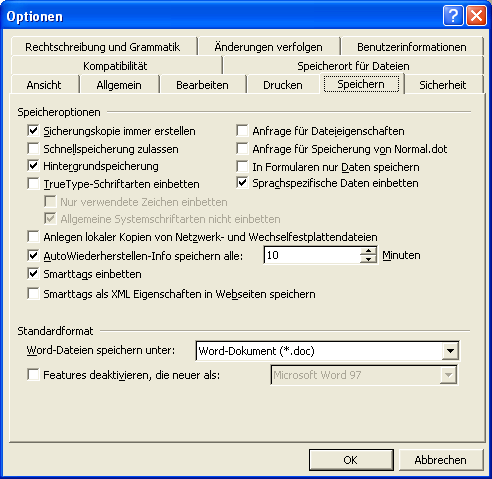 Optionen
Rechtschreibung und Grammatik Änderungen verfolgen Benutzerinformationen
Kompatibilität Speicherort für Dateien
Ansicht Allgemein Bearbeiten Drucken Speichern Sicherheit
Speicheroptionen
Sicherungskopie immer erstellen Anfrage für Dateieigenschaften
Schnellspeicherung zulassen Anfrage für Speicherung von Normal.dot
Hintergrundspeicherung In Formularen nur Daten speichern
TrueType-Schriftarten einbetten Sprachspezifische Daten einbetten
Nur verwendete Zeichen einbetten
Allgemeine Systemschriftarten nicht einbetten
Anlegen lokaler Kopien von Netzwerk- und Wechselfestplattendateien
AutoWiederherstellen-Info speichern alle: 10 Minuten
Smarttags einbetten
Smarttags als XML Eigenschaften in Webseiten speichern
Standardformat
Word-Dateien speichern unter: Word-Dokument (*.doc)
Features deaktivieren, die neuer als: Microsoft Word 97
OK Abbrechen